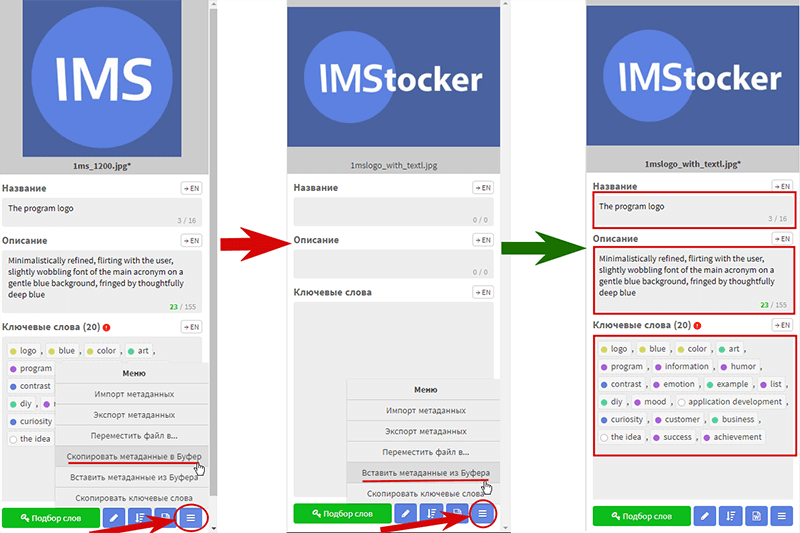 IMS
1ms_1200.jpg*
Название
→ EN
The program logo
3 / 16
Описание
→ EN
Minimalistically refined, flirting with the user,
slightly wobbling font of the main acronym on a
gentle blue background, fringed by thoughtfully
deep blue
23 / 155
Ключевые слова (20)
→ EN
logo , blue , color , art ,
program
contrast
diy ,
curiosity
the idea
Меню
Импорт метаданных
Экспорт метаданных
Переместить файл в...
Скопировать метаданные в Буфер
Вставить метаданные из Буфера
Скопировать ключевые слова
Подбор слов
IMStocker
1mslogo_with_textl.jpg
Название
→ EN
0 / 0
Описание
→ EN
0 / 0
Ключевые слова
→ EN
Меню
Импорт метаданных
Экспорт метаданных
Переместить файл в...
Вставить метаданные из Буфера
Скопировать ключевые слова
Подбор слов
IMStocker
1mslogo_with_textl.jpg*
Название
→ EN
The program logo
3 / 16
Описание
→ EN
Minimalistically refined, flirting with the user,
slightly wobbling font of the main acronym on a
gentle blue background, fringed by thoughtfully
deep blue
23 / 155
Ключевые слова (20)
→ EN
logo , blue , color , art ,
program , information , humor ,
contrast , emotion , example , list ,
diy , mood , application development ,
curiosity , customer , business ,
the idea , success , achievement
Подбор слов